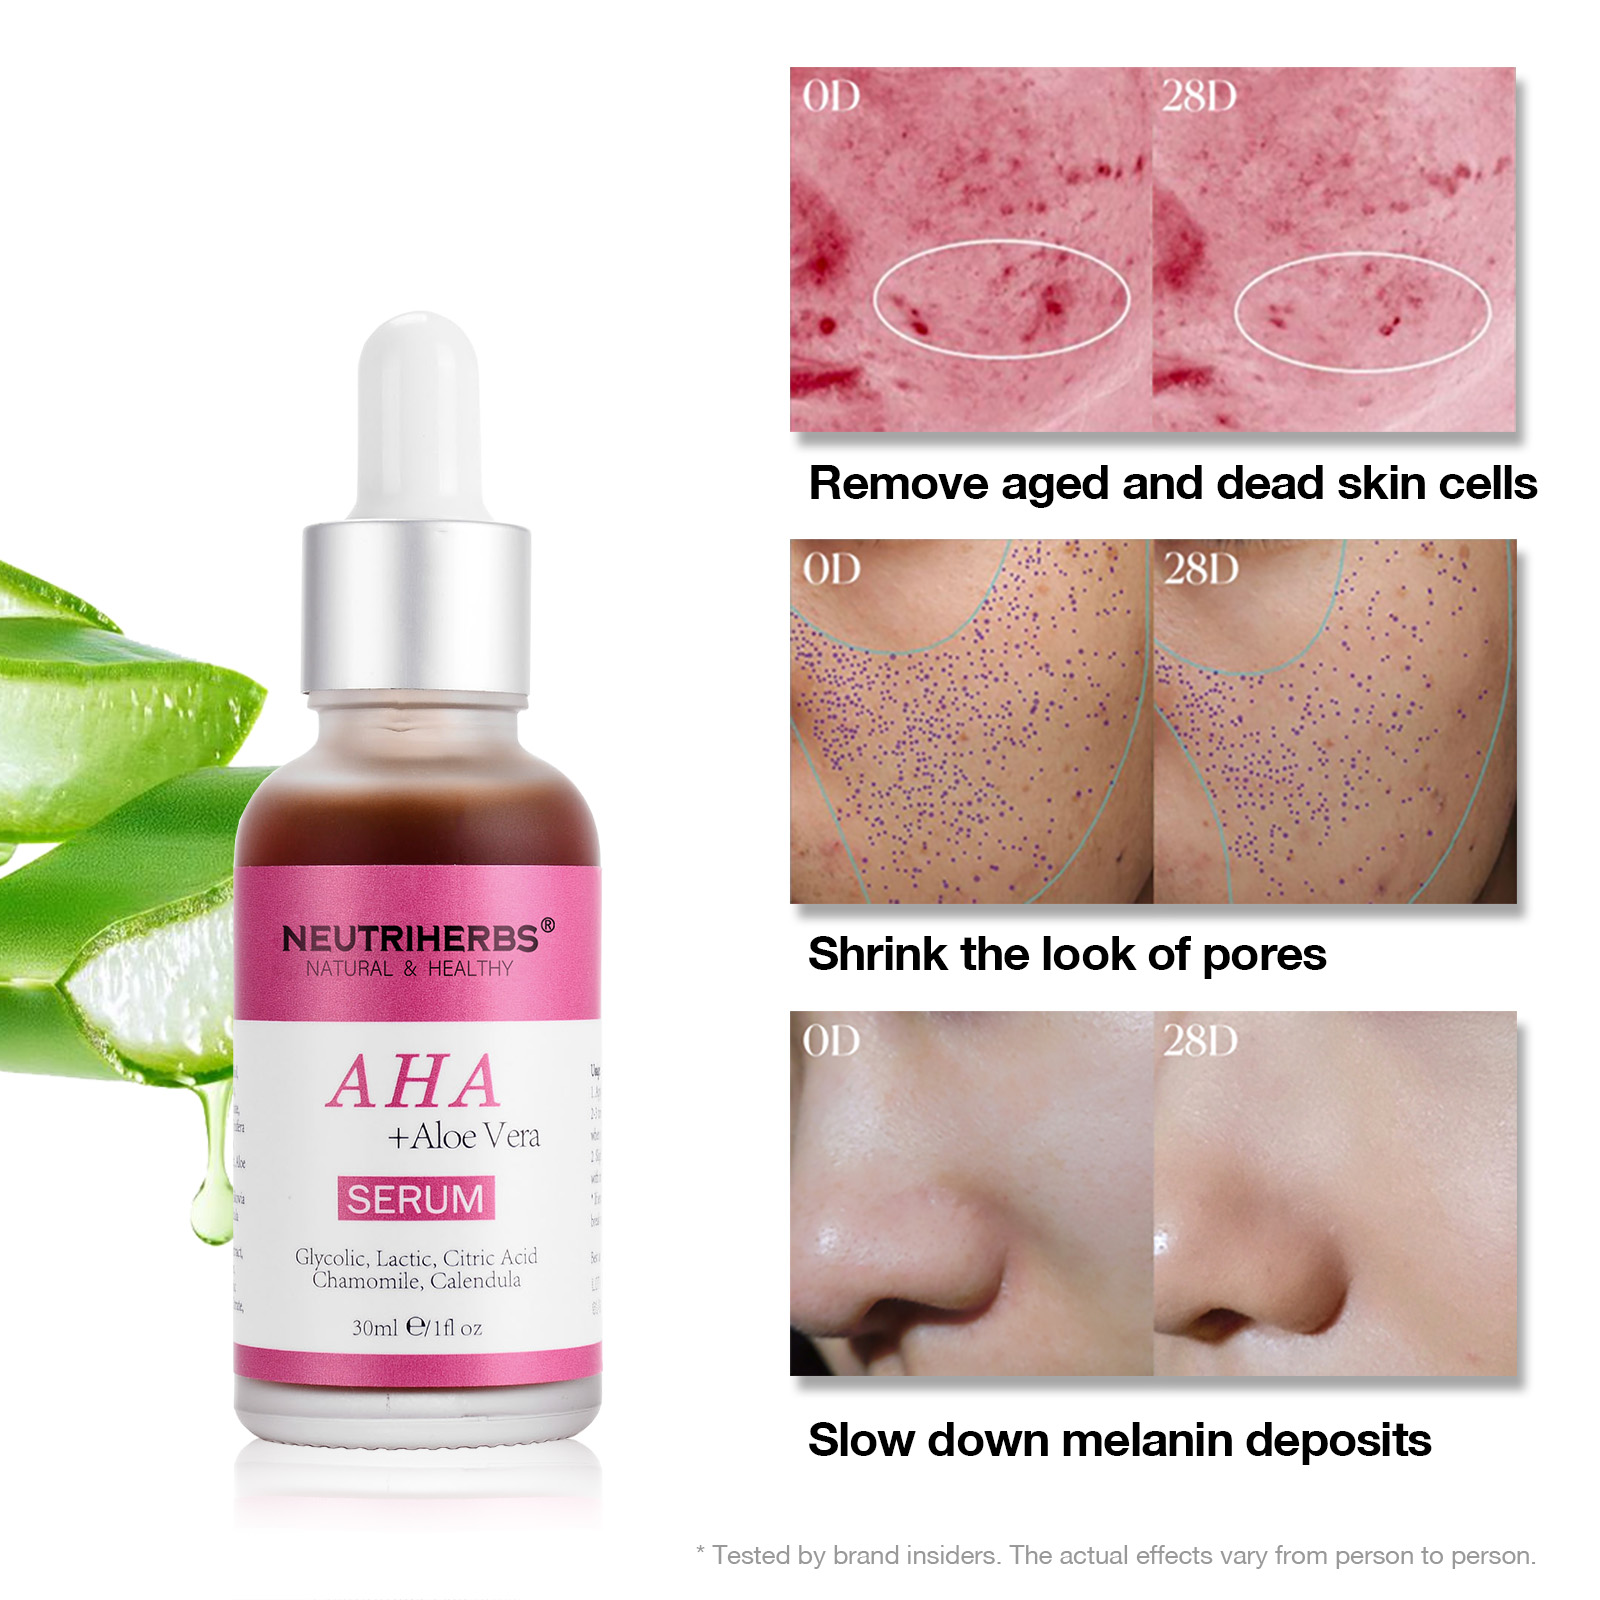 0D
28D
Remove aged and dead skin cells
0D
28D
Shrink the look of pores
0D
28D
Slow down melanin deposits
NEUTRIHERBS®
NATURAL & HEALTHY
AHA
+Aloe Vera
SERUM
Glycolic, Lactic, Citric Acid
Chamomile, Calendula
30ml ℮/1fl oz
* Tested by brand insiders. The actual effects vary from person to person.